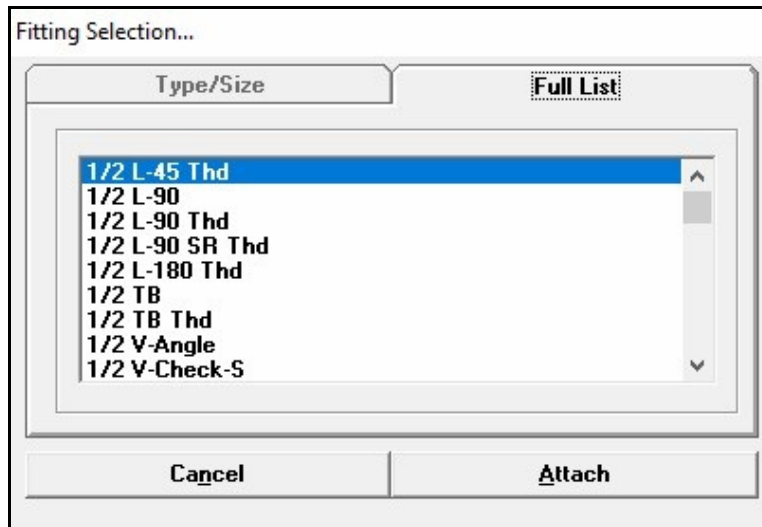 Fitting Selection...
Type/Size
Full List
1/2 L-45 Thd
1/2 L-90
1/2 L-90 Thd
1/2 L-90 SR Thd
1/2 L-180 Thd
1/2 TB
1/2 TB Thd
1/2 V-Angle
1/2 V-Check-S
Cancel
Attach